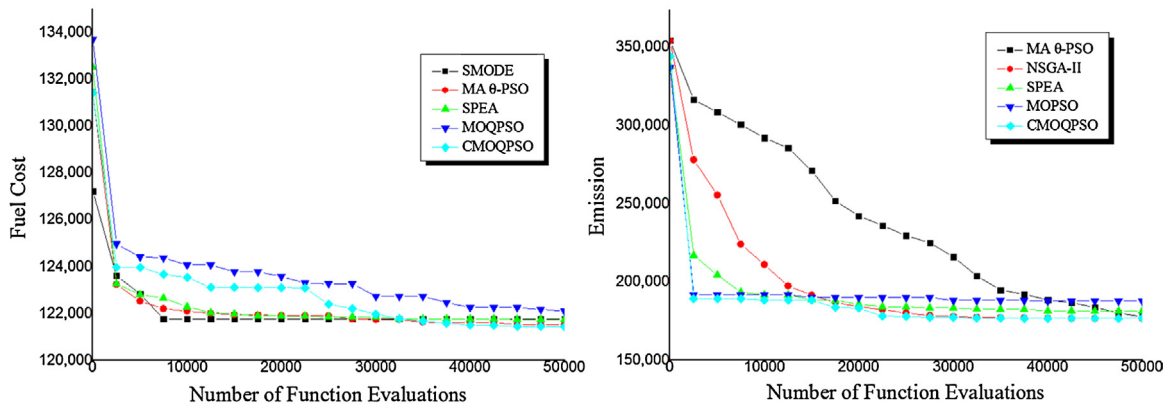 134,000
132,000
130,000
128,000
126,000
124,000
122,000
120,000
Fuel Cost
SMODE
MA θ-PSO
SPEA
MOQPSO
CMOQPSO
0 10000 20000 30000 40000 50000
Number of Function Evaluations
350,000
300,000
250,000
200,000
150,000
Emission
MA θ-PSO
NSGA-II
SPEA
MOPSO
CMOQPSO
0 10000 20000 30000 40000 50000
Number of Function Evaluations